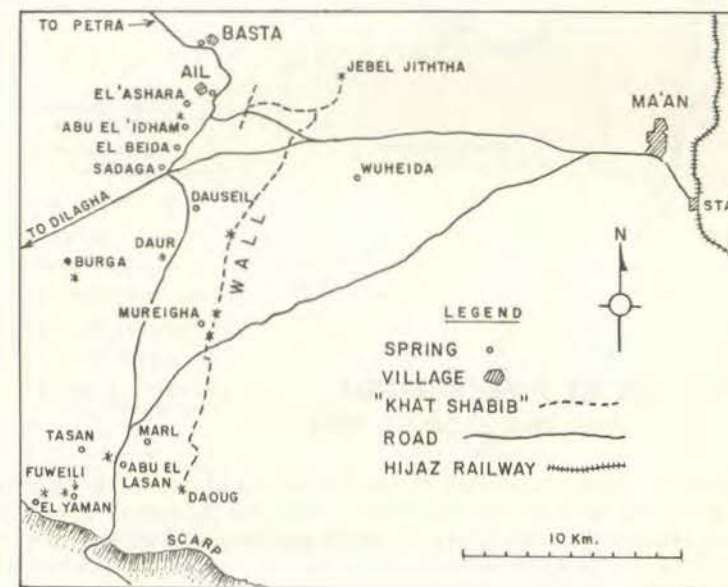 TO PETRA
BASTA
AIL
JEBEL JITHTHA
EL'ASHARA
MA'AN
ABU EL 'IDHAM
EL BEIDA
SADAGA
WUHEIDA
STA
TO DILAGHA
DAUSEIL
WALL
N
DAUR
BURGA
MUREIGHA
LEGEND
SPRING
VILLAGE
"KHAT SHABIB"
ROAD
HIJAZ RAILWAY
TASAN
MARL
FUWEILI
ABU EL
LASAN
EL YAMAN
DAOUG
SCARP
10 Km.